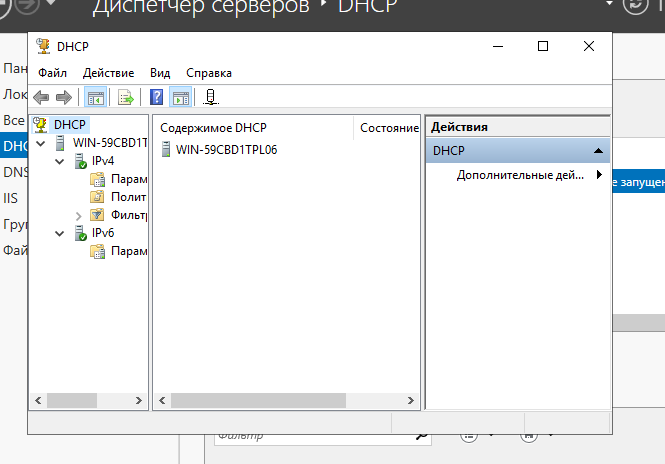 Диспетчер серверов · DHCP
DHCP
Файл Действие Вид Справка
DHCP
WIN-59CBD1T
IPv4
Парам
Полит
Фильтр
IPv6
Парам
Содержимое DHCP Состояние
WIN-59CBD1TPL06
Действия
DHCP
Дополнительные дей...
Пан
Лок
Все
DHC
DNS
IIS
Груп
Фай
е запущен
Фильтр